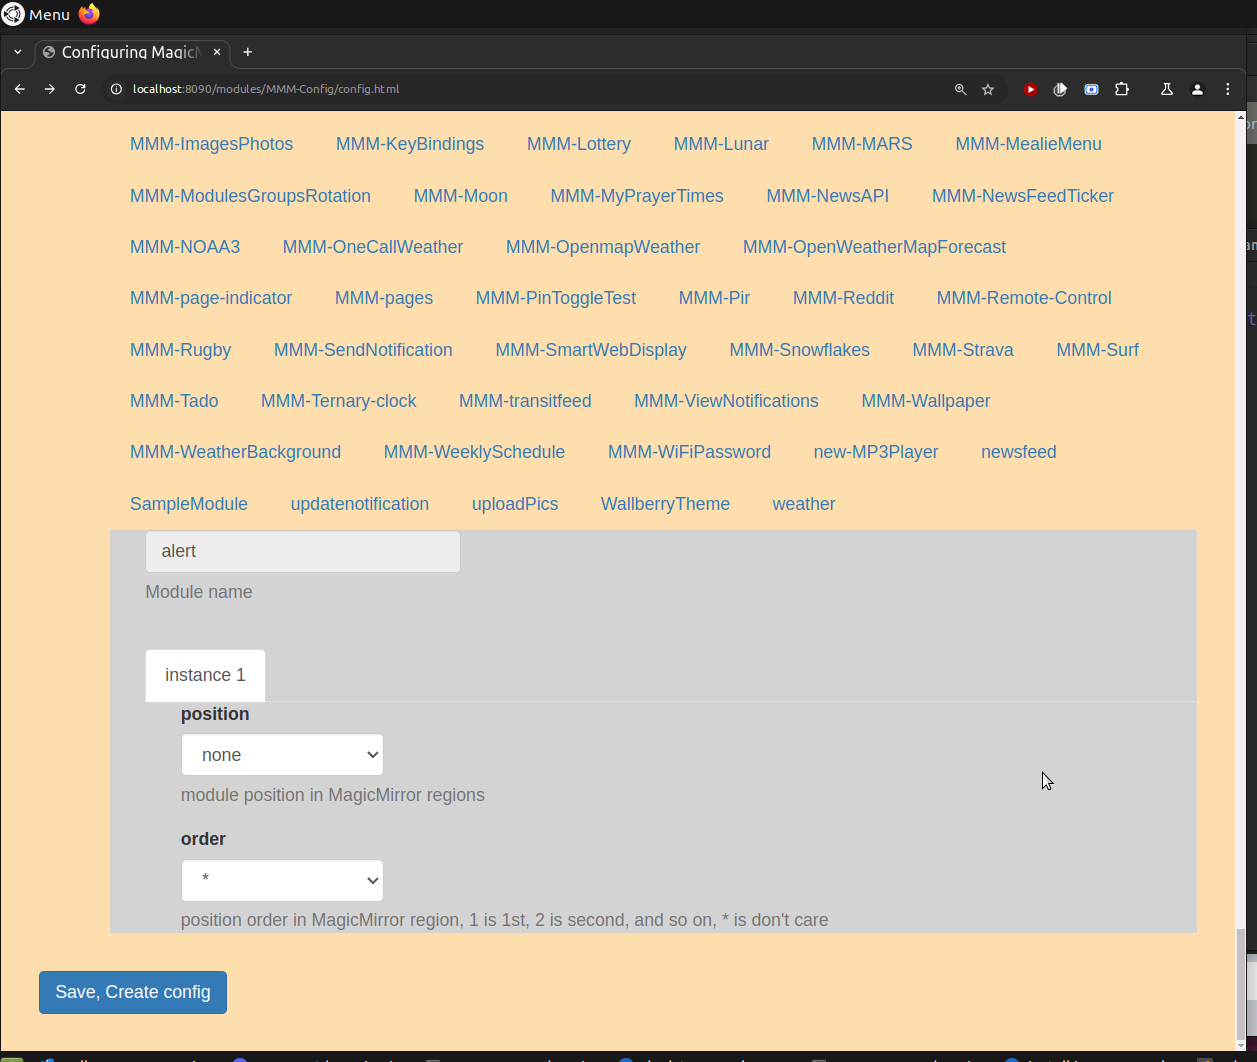 Menu
Configuring Magic
localhost:8090/modules/MMM-Config/config.html
MMM-ImagesPhotos MMM-KeyBindings MMM-Lottery MMM-Lunar MMM-MARS MMM-MealieMenu
MMM-ModulesGroupsRotation MMM-Moon MMM-MyPrayerTimes MMM-NewsAPI MMM-NewsFeedTicker
MMM-NOAA3 MMM-OneCallWeather MMM-OpenmapWeather MMM-OpenWeatherMapForecast
MMM-page-indicator MMM-pages MMM-PinToggleTest MMM-Pir MMM-Reddit MMM-Remote-Control
MMM-Rugby MMM-SendNotification MMM-SmartWebDisplay MMM-Snowflakes MMM-Strava MMM-Surf
MMM-Tado MMM-Ternary-clock MMM-transitfeed MMM-ViewNotifications MMM-Wallpaper
MMM-WeatherBackground MMM-WeeklySchedule MMM-WiFiPassword new-MP3Player newsfeed
SampleModule updatenotification uploadPics WallberryTheme weather
alert
Module name
instance 1
position
none
module position in MagicMirror regions
order
*
position order in MagicMirror region, 1 is 1st, 2 is second, and so on, * is don't care
Save, Create config